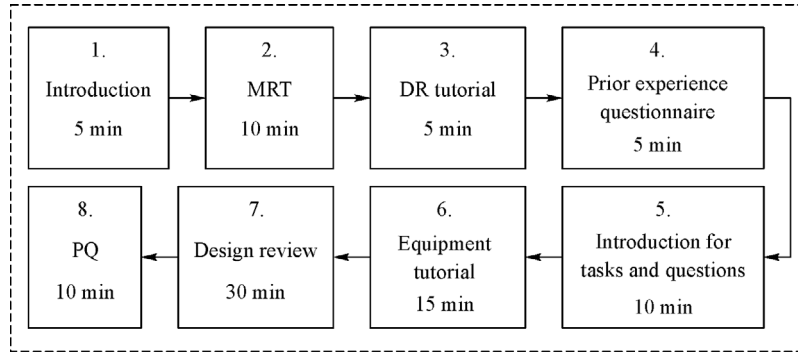 1.
Introduction
5 min
2.
MRT
10 min
3.
DR tutorial
5 min
4.
Prior experience
questionnaire
5 min
5.
Introduction for
tasks and questions
10 min
6.
Equipment
tutorial
15 min
7.
Design review
30 min
8.
PQ
10 min